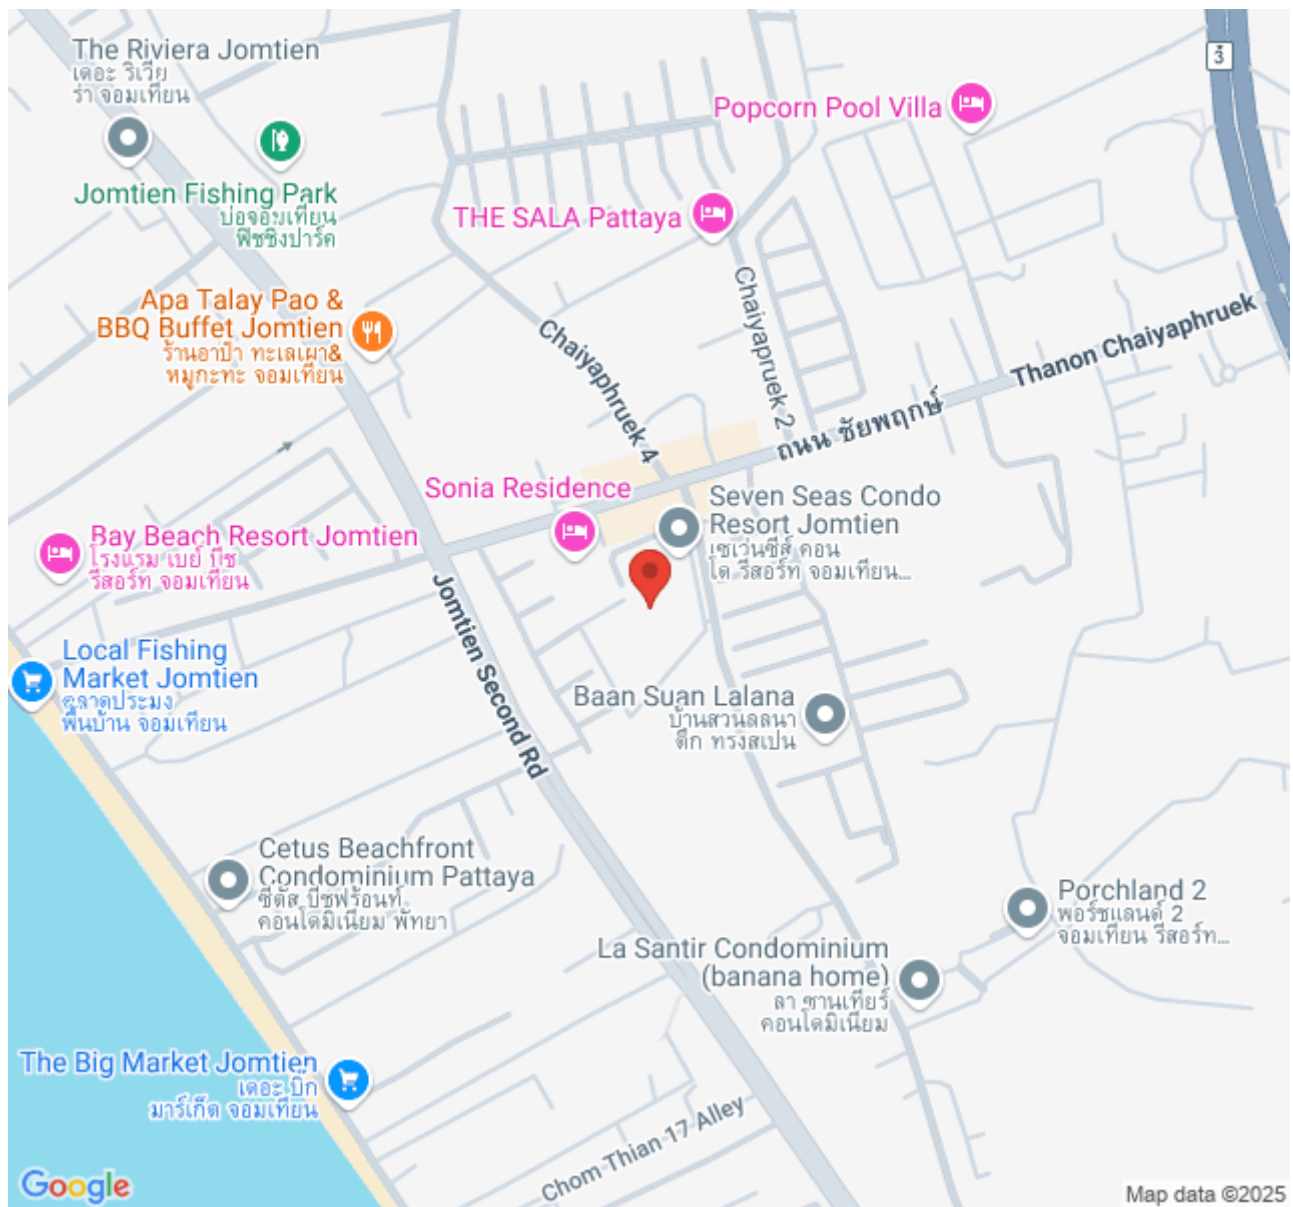 The Riviera Jomtien
เดอะ ริเวีย
ร่า จอมเทียน
3
Popcorn Pool Villa
Jomtien Fishing Park
บ่อจอมเทียน
ฟิชชิ่งปาร์ค
THE SALA Pattaya
Apa Talay Pao &
BBQ Buffet Jomtien
ร้านอาป๋า ทะเลเผา&
หมูกะทะ จอมเทียน
Chaiyapruek 2
Chaiyaphruek 4
Thanon Chaiyaphruek
ถนน ชัยพฤกษ์
Sonia Residence
Seven Seas Condo
Resort Jomtien
เซเว่นซีส์ คอน
โด รีสอร์ท จอมเทียน...
Bay Beach Resort Jomtien
โรงแรม เบย์ บีช
รีสอร์ท จอมเทียน
Jomtien Second Rd
Local Fishing
Market Jomtien
ตลาดประมง
พื้นบ้าน จอมเทียน
Baan Suan Lalana
บ้านสวนลลนา
ตึก ทรงสเปน
Cetus Beachfront
Condominium Pattaya
ซีตัส บีชฟร้อนท์
คอนโดมิเนียม พัทยา
Porchland 2
พอร์ชแลนด์ 2
จอมเทียน รีสอร์ท...
La Santir Condominium
(banana home)
ลา ซานเทียร์
คอนโดมิเนียม
The Big Market Jomtien
เดอะ บิ๊ก
มาร์เก็ต จอมเทียน
Chom Thian 17 Alley
Google
Map data ©2025